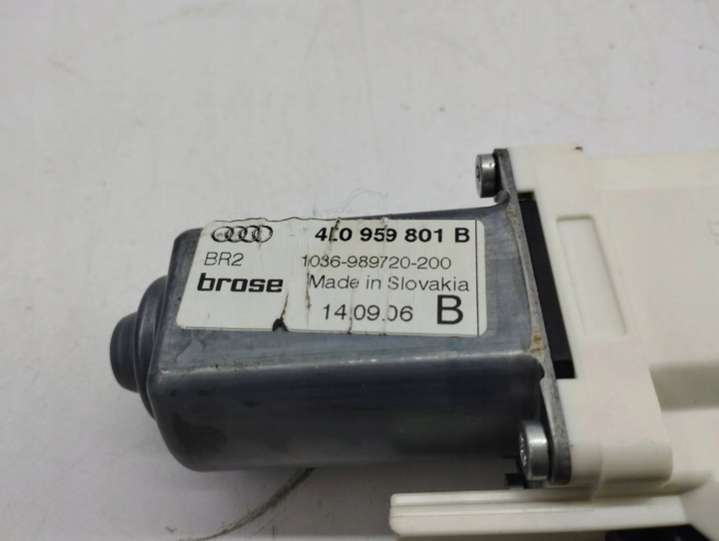 4L0 959 801 B
BR2 1036-989720-200
brose Made in Slovakia
14.09.06 B